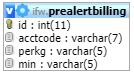 ifw.prealertbilling
id : int(11)
acctcode : varchar(7)
perkg : varchar(5)
min : varchar(5)